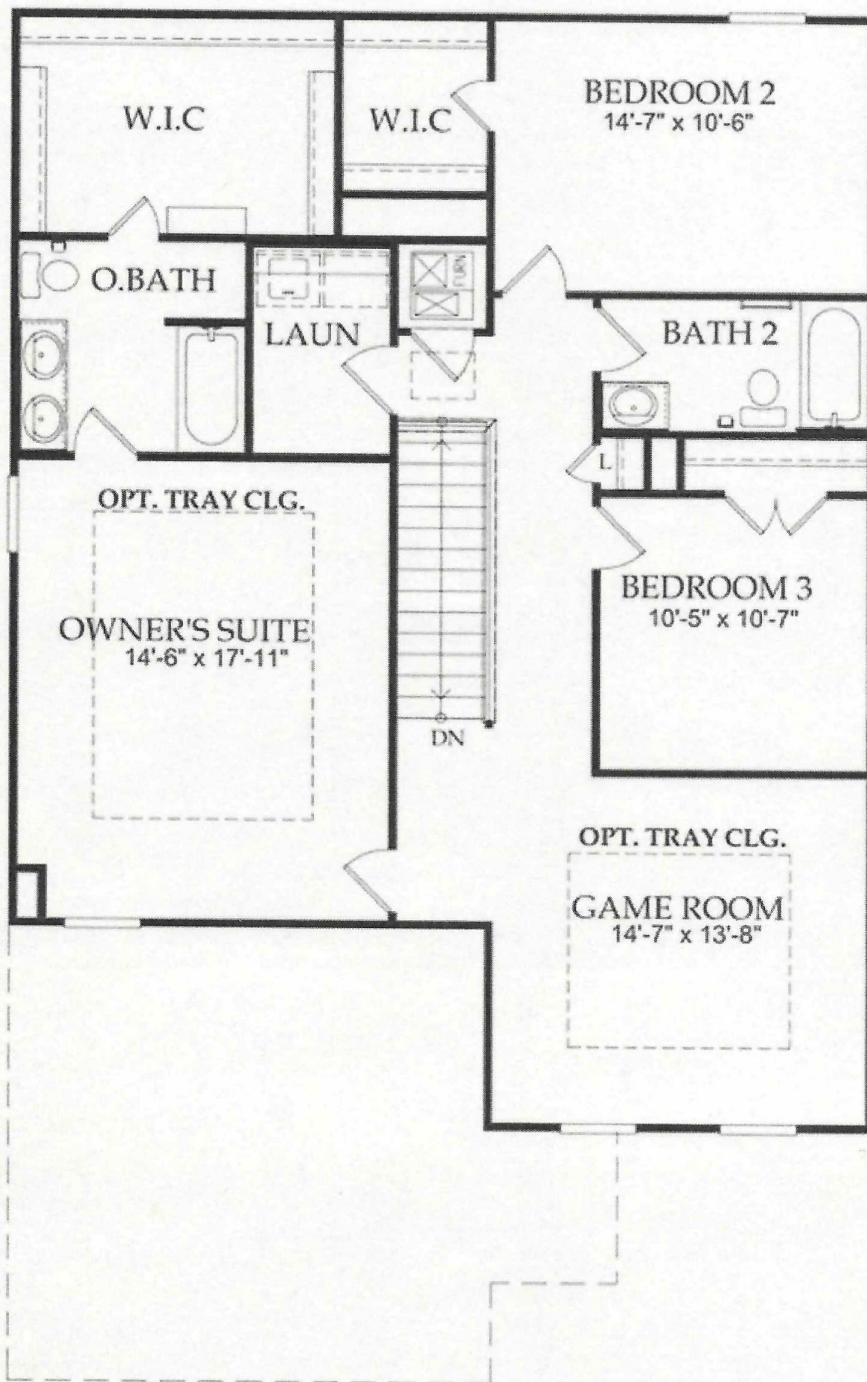 W.I.C
W.I.C
BEDROOM 2
14'-7" x 10'-6"
O.BATH
FURN
LAUN
BATH 2
L
OPT. TRAY CLG.
OWNER'S SUITE
14'-6" x 17'-11"
BEDROOM 3
10'-5" x 10'-7"
DN
OPT. TRAY CLG.
GAME ROOM
14'-7" x 13'-8"